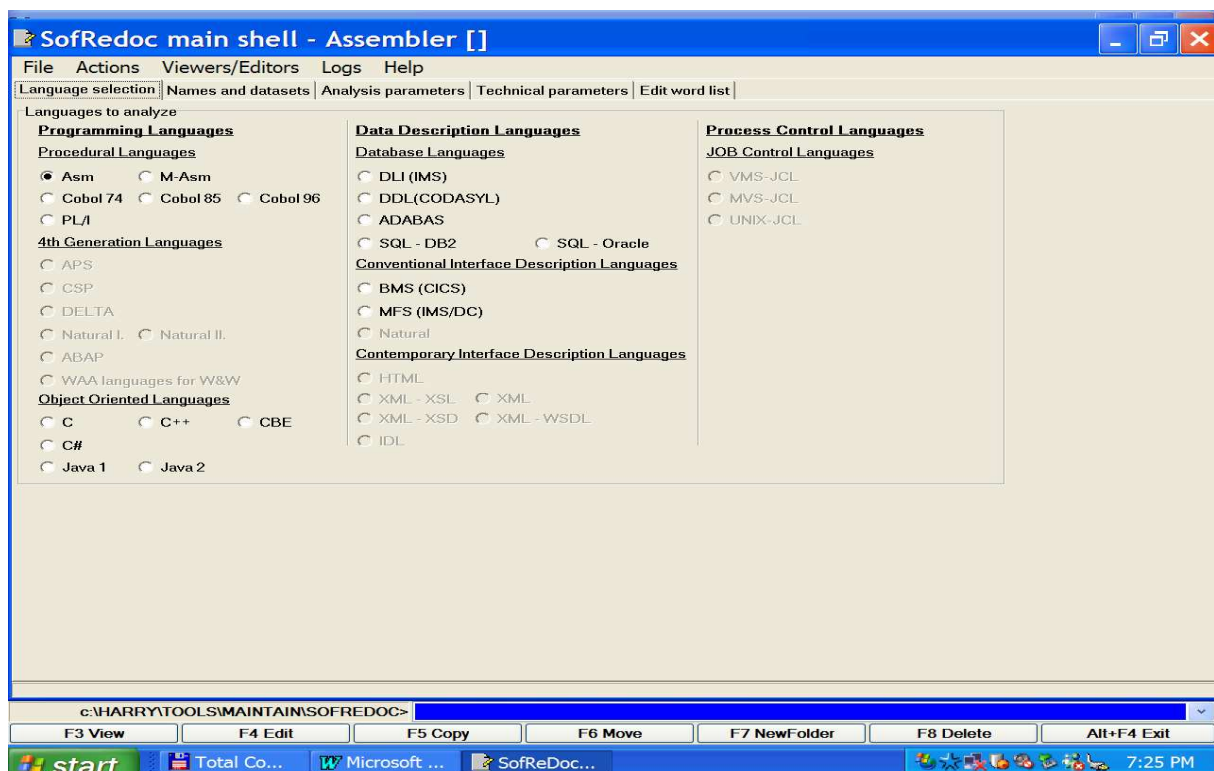 SofRedoc main shell - Assembler []
File Actions Viewers/Editors Logs Help
Language selection Names and datasets Analysis parameters Technical parameters Edit word list
Languages to analyze
Programming Languages
Procedural Languages
Asm M-Asm
Cobol 74 Cobol 85 Cobol 96
PL/I
4th Generation Languages
APS
CSP
DELTA
Natural I. Natural II.
ABAP
WAA languages for W&W
Object Oriented Languages
C C++ CBE
C#
Java 1 Java 2
Data Description Languages
Database Languages
DLI (IMS)
DDL(CODASYL)
ADABAS
SQL - DB2 SQL - Oracle
Conventional Interface Description Languages
BMS (CICS)
MFS (IMS/DC)
Natural
Contemporary Interface Description Languages
HTML
XML - XSL XML
XML - XSD XML - WSDL
IDL
Process Control Languages
JOB Control Languages
VMS-JCL
MVS-JCL
UNIX-JCL
c:\HARRY\TOOLS\MAINTAIN\SOFREDOC>
F3 View F4 Edit F5 Copy F6 Move F7 NewFolder F8 Delete Alt+F4 Exit
start Total Co... Microsoft ... SofReDoc... 7:25 PM